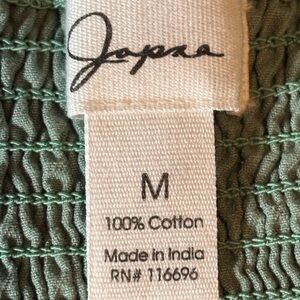 Japna
M
100% Cotton
Made in India
RN# 116696